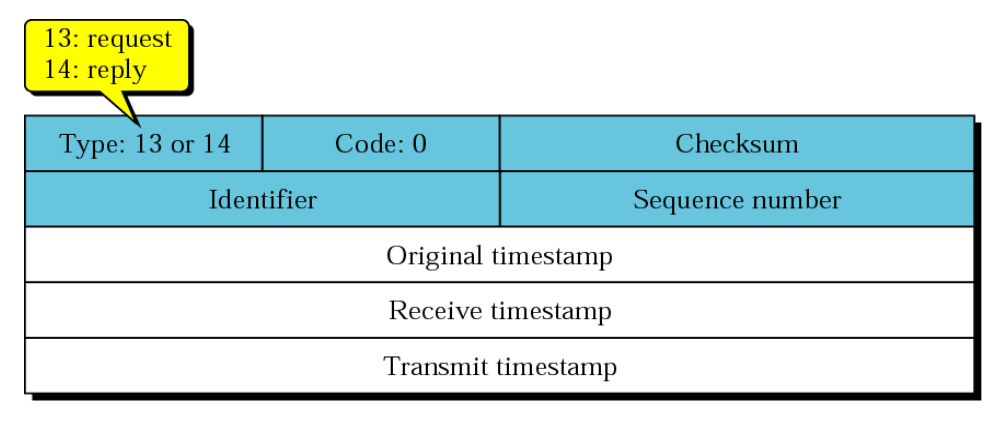 13: request
14: reply
Type: 13 or 14
Code: 0
Checksum
Identifier
Sequence number
Original timestamp
Receive timestamp
Transmit timestamp